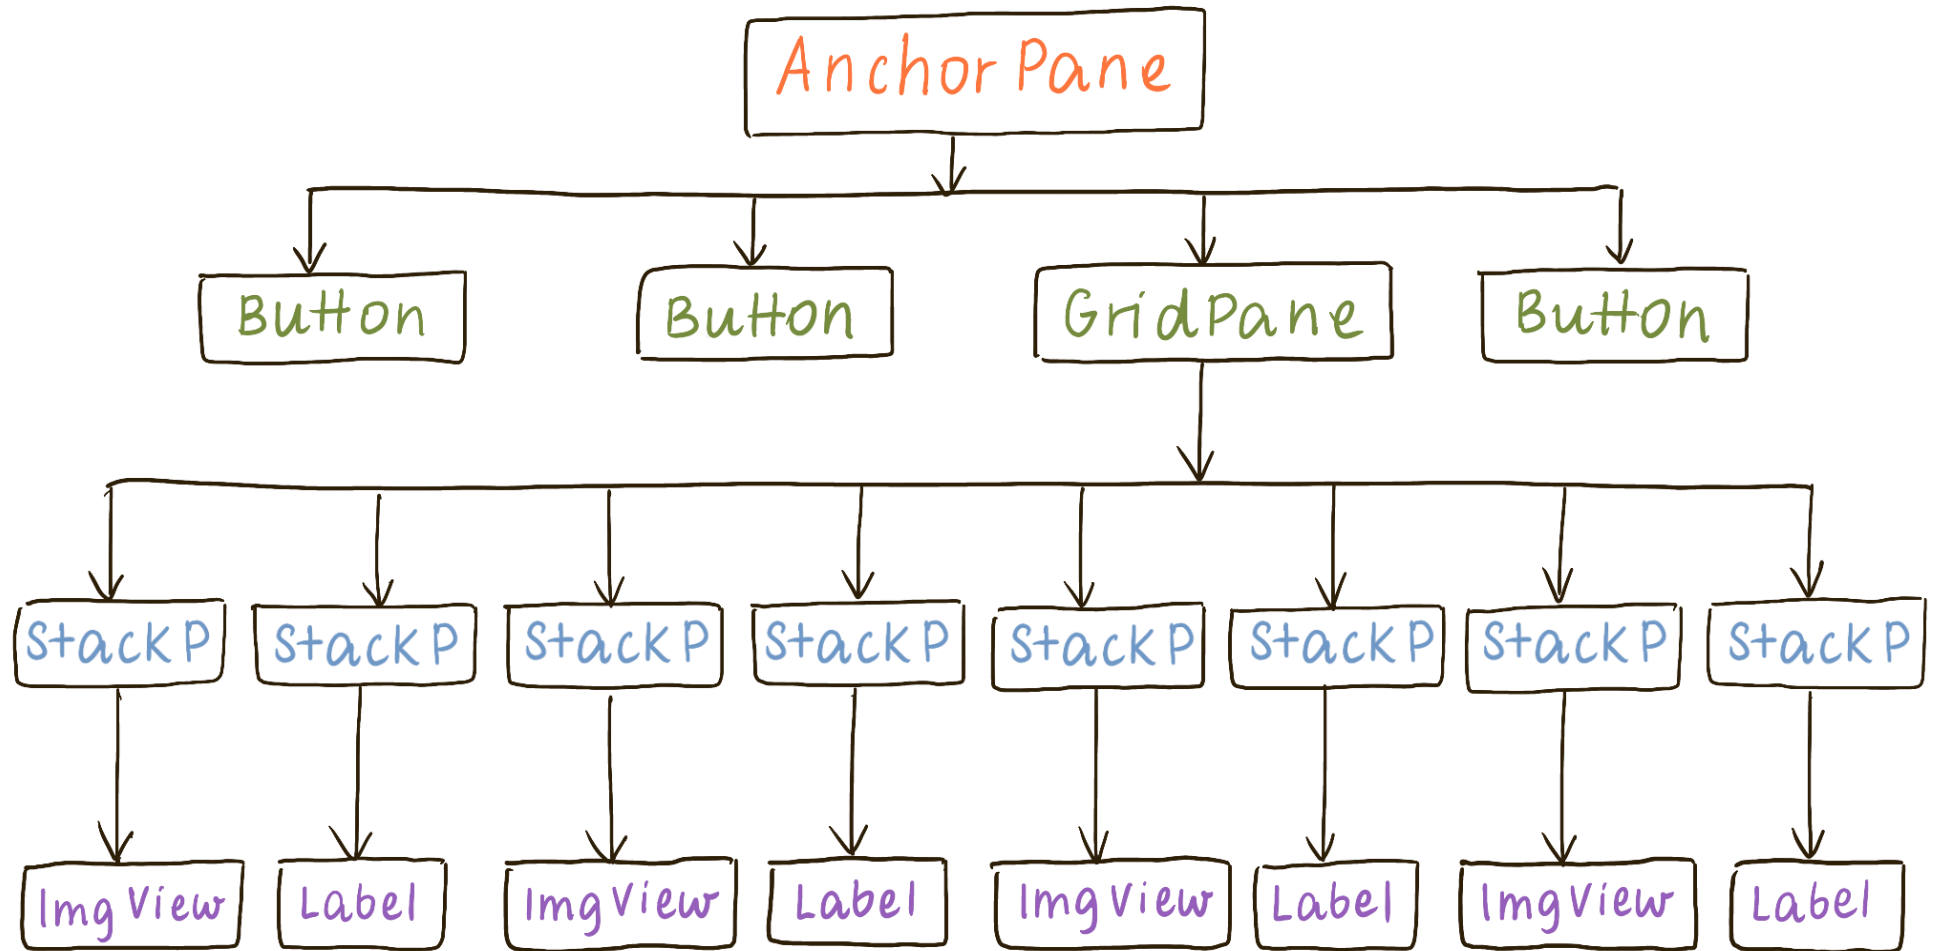 Anchor Pane
Button
Button
GridPane
Button
StackP
StackP
StackP
StackP
StackP
StackP
StackP
StackP
ImgView
Label
ImgView
Label
ImgView
Label
ImgView
Label